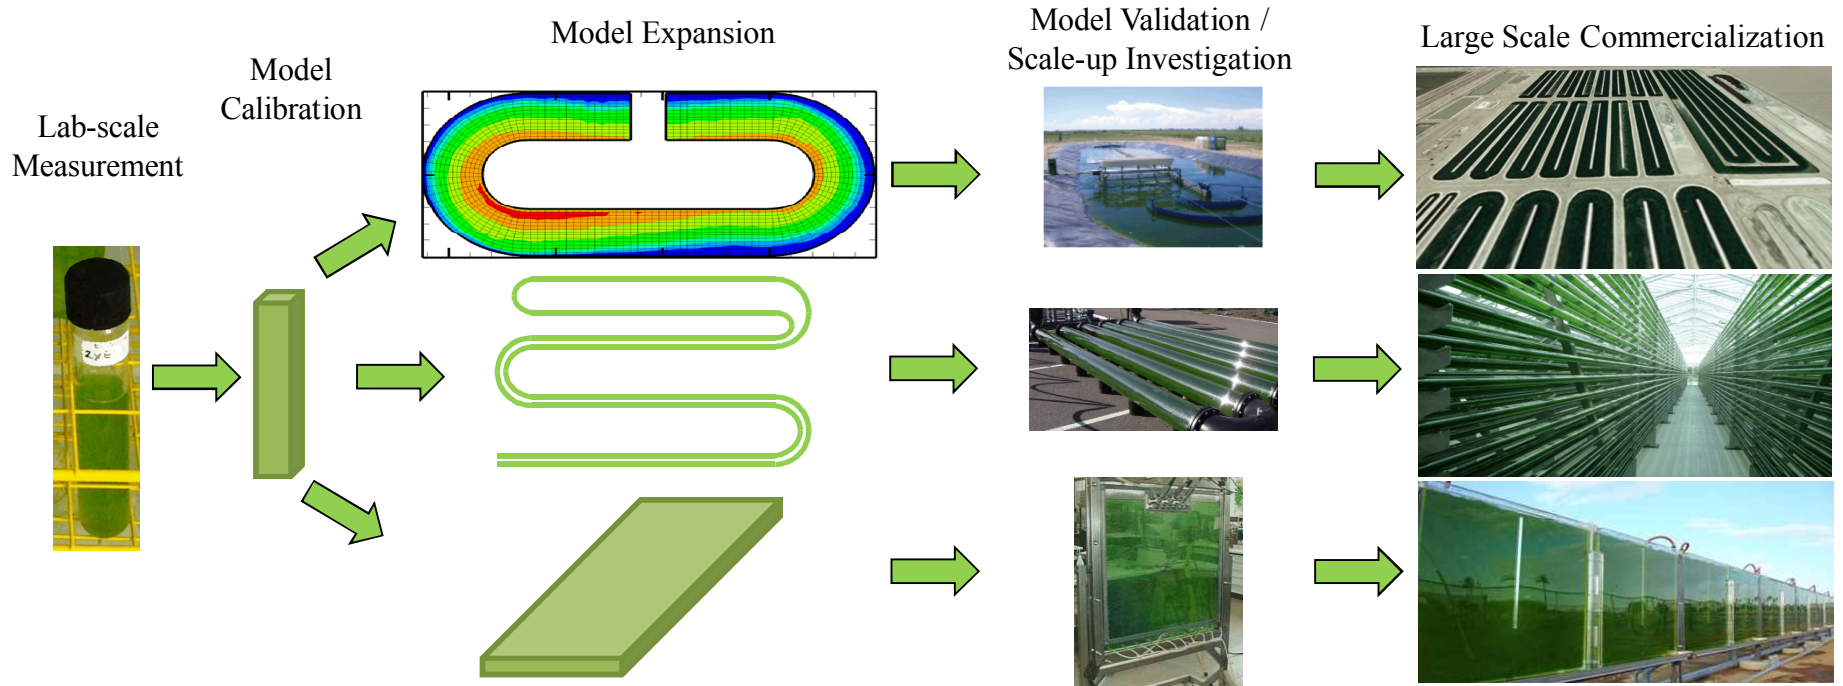 Lab-scale
Measurement
Model
Calibration
Model Expansion
Model Validation /
Scale-up Investigation
Large Scale Commercialization